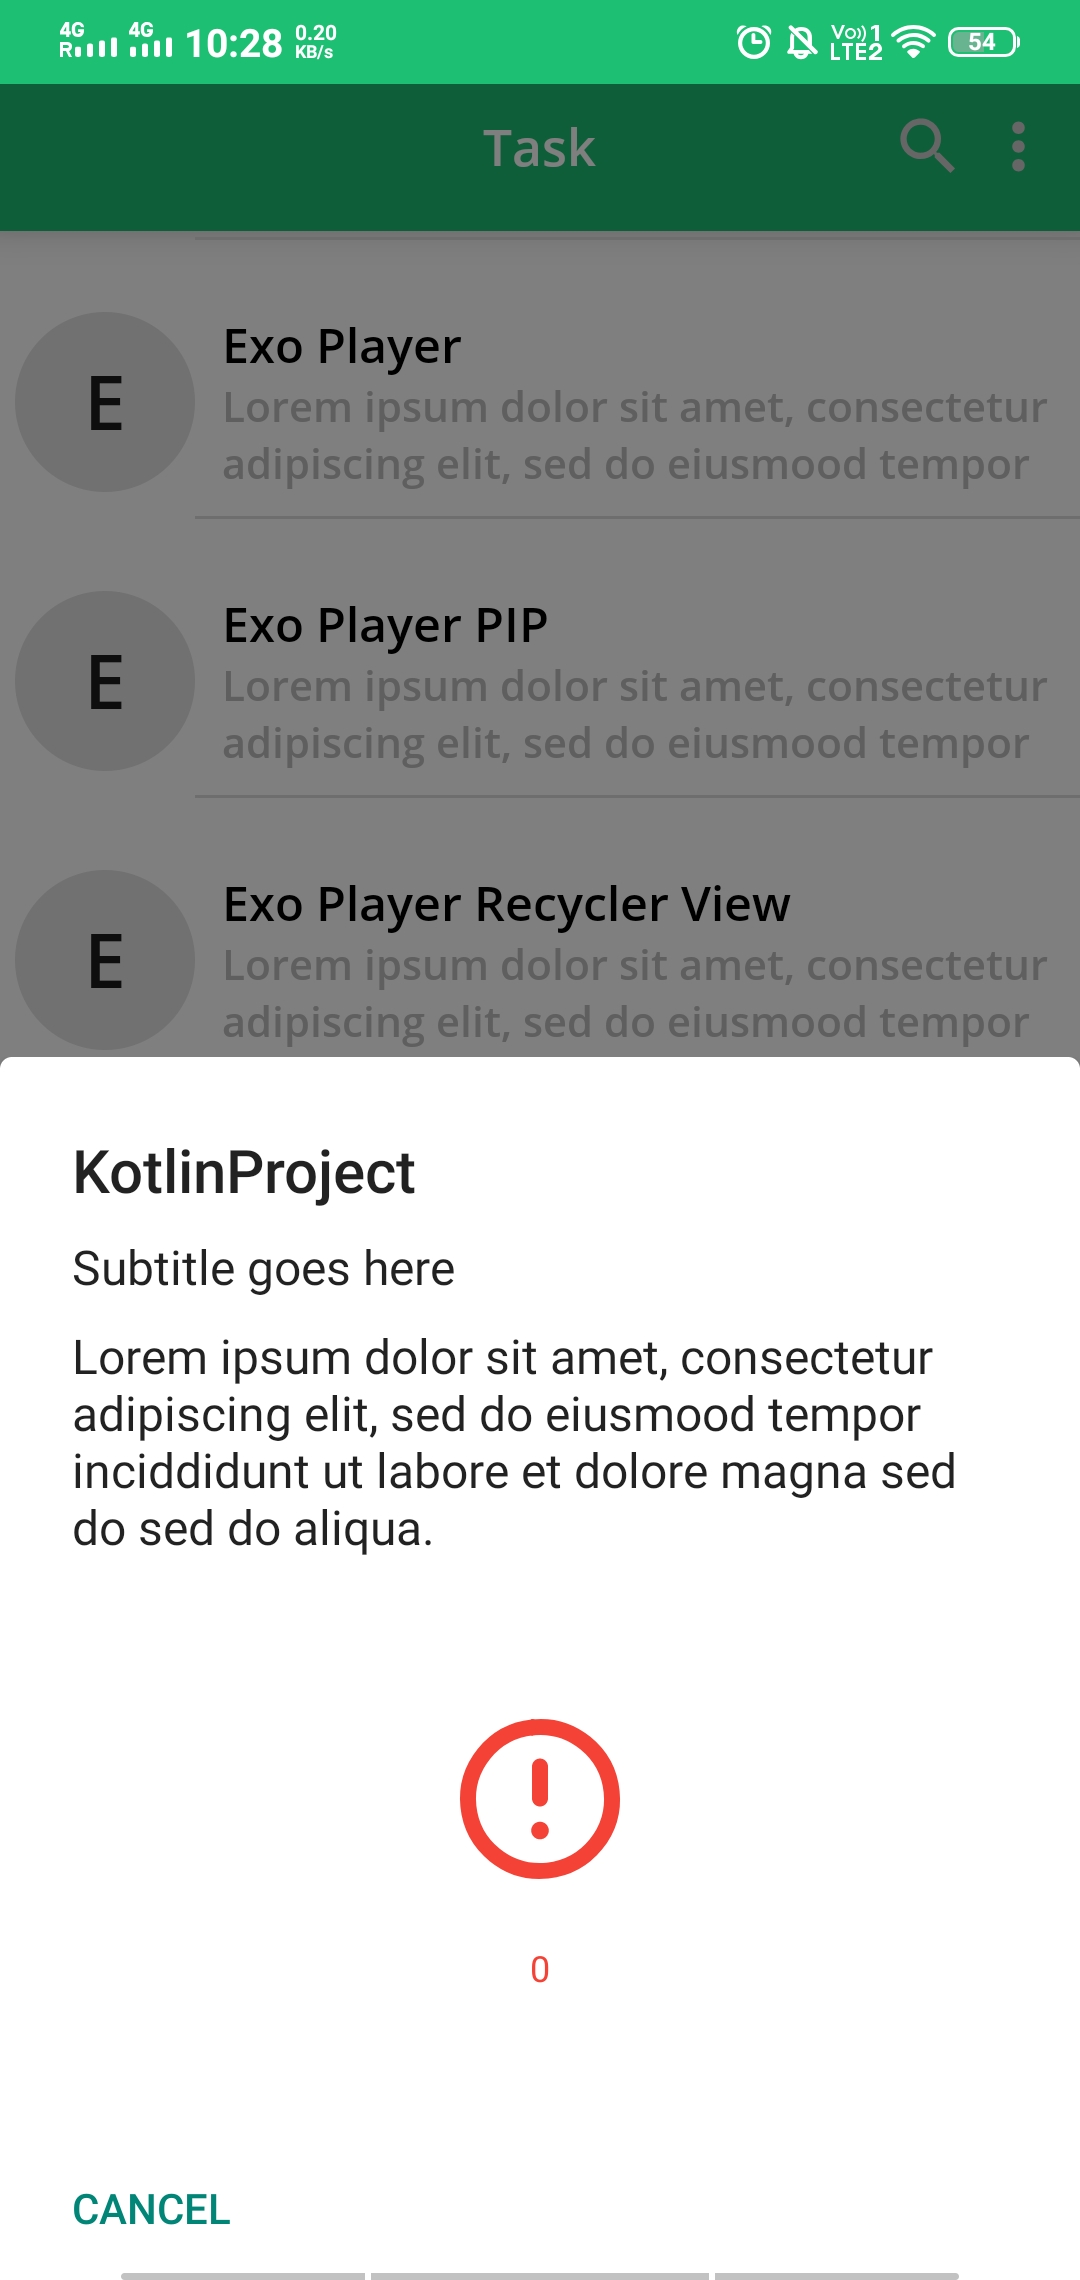 4G 4G 10:28 0.20
R KB/s
Vo 1
LTE2
54
Task
E
Exo Player
Lorem ipsum dolor sit amet, consectetur
adipiscing elit, sed do eiusmood tempor
E
Exo Player PIP
Lorem ipsum dolor sit amet, consectetur
adipiscing elit, sed do eiusmood tempor
E
Exo Player Recycler View
Lorem ipsum dolor sit amet, consectetur
adipiscing elit, sed do eiusmood tempor
KotlinProject
Subtitle goes here
Lorem ipsum dolor sit amet, consectetur
adipiscing elit, sed do eiusmood tempor
inciddidunt ut labore et dolore magna sed
do sed do aliqua.
0
CANCEL